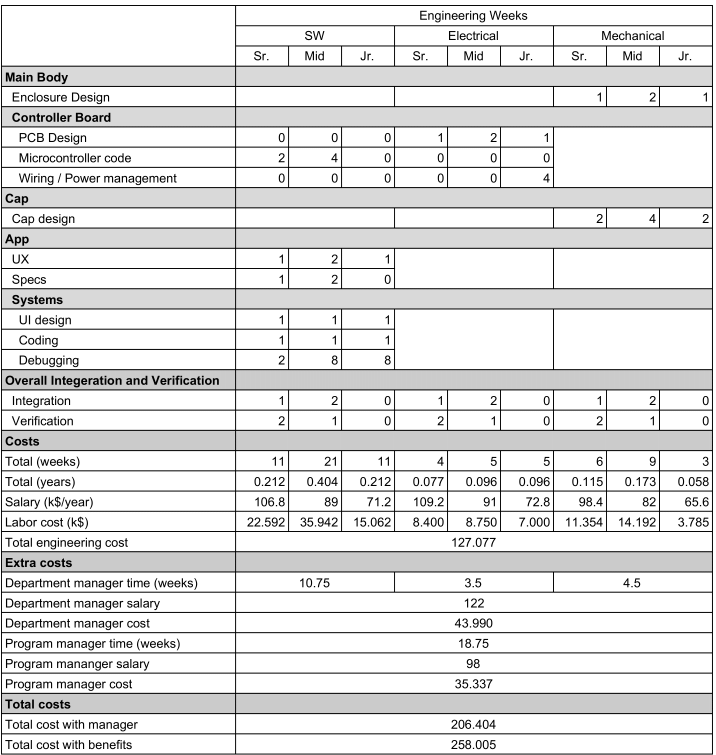 Engineering Weeks
SW Electrical Mechanical
Sr. Mid Jr. Sr. Mid Jr. Sr. Mid Jr.
Main Body
Enclosure Design 1 2 1
Controller Board
PCB Design 0 0 0 1 2 1
Microcontroller code 2 4 0 0 0 0
Wiring / Power management 0 0 0 0 0 4
Cap
Cap design 2 4 2
App
UX 1 2 1
Specs 1 2 0
Systems
UI design 1 1 1
Coding 1 1 1
Debugging 2 8 8
Overall Integeration and Verification
Integration 1 2 0 1 2 0 1 2 0
Verification 2 1 0 2 1 0 2 1 0
Costs
Total (weeks) 11 21 11 4 5 5 6 9 3
Total (years) 0.212 0.404 0.212 0.077 0.096 0.096 0.115 0.173 0.058
Salary (k$/year) 106.8 89 71.2 109.2 91 72.8 98.4 82 65.6
Labor cost (k$) 22.592 35.942 15.062 8.400 8.750 7.000 11.354 14.192 3.785
Total engineering cost 127.077
Extra costs
Department manager time (weeks) 10.75 3.5 4.5
Department manager salary 122
Department manager cost 43.990
Program manager time (weeks) 18.75
Program mananger salary 98
Program manager cost 35.337
Total costs
Total cost with manager 206.404
Total cost with benefits 258.005